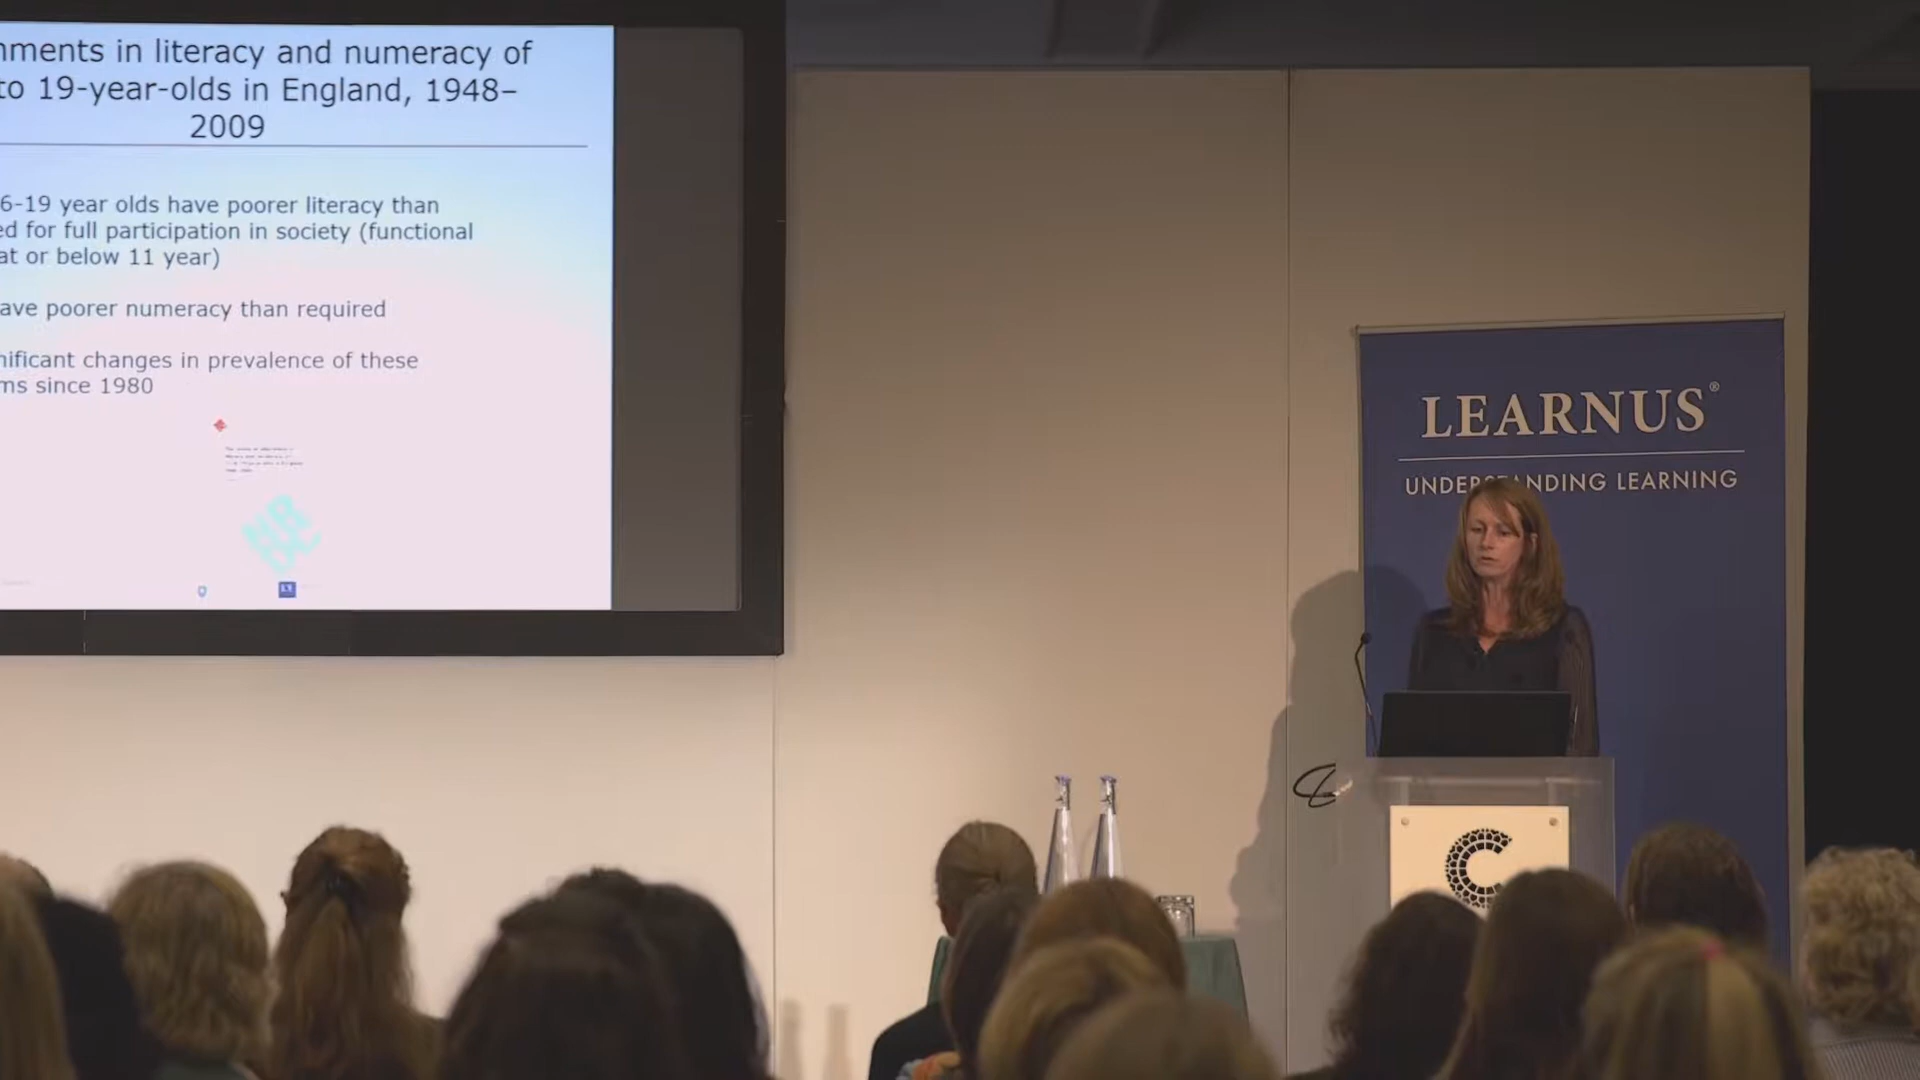 nments in literacy and numeracy of
to 19-year-olds in England, 1948–
2009
6-19 year olds have poorer literacy than
ed for full participation in society (functional
at or below 11 year)
ave poorer numeracy than required
nificant changes in prevalence of these
ms since 1980
LEARNUS®
UNDERSTANDING LEARNING
C